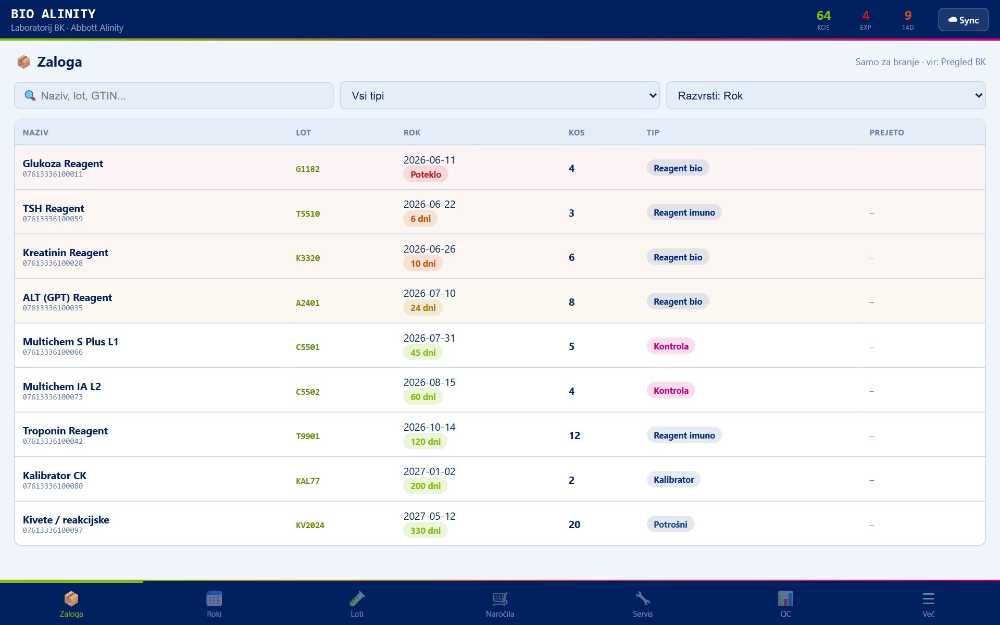 BIO ALINITY
Laboratorij BK · Abbott Alinity
64
KOS
4
EXP
9
14D
Sync
Zaloga
Samo za branje · vir: Pregled BK
Naziv, lot, GTIN...
Vsi tipi
Razvrsti: Rok
NAZIV LOT ROK KOS TIP PREJETO
Glukoza Reagent
07613336100011
G1182
2026-06-11
Poteklo
4
Reagent bio
–
TSH Reagent
07613336100059
T5510
2026-06-22
6 dni
3
Reagent imuno
–
Kreatinin Reagent
07613336100028
K3320
2026-06-26
10 dni
6
Reagent bio
–
ALT (GPT) Reagent
07613336100035
A2401
2026-07-10
24 dni
8
Reagent bio
–
Multichem S Plus L1
07613336100066
C5501
2026-07-31
45 dni
5
Kontrola
–
Multichem IA L2
07613336100073
C5502
2026-08-15
60 dni
4
Kontrola
–
Troponin Reagent
07613336100042
T9901
2026-10-14
120 dni
12
Reagent imuno
–
Kalibrator CK
07613336100080
KAL77
2027-01-02
200 dni
2
Kalibrator
–
Kivete / reakcijske
07613336100097
KV2024
2027-05-12
330 dni
20
Potrošni
–
Zaloga
Roki
Loti
Naročila
Servis
QC
Več